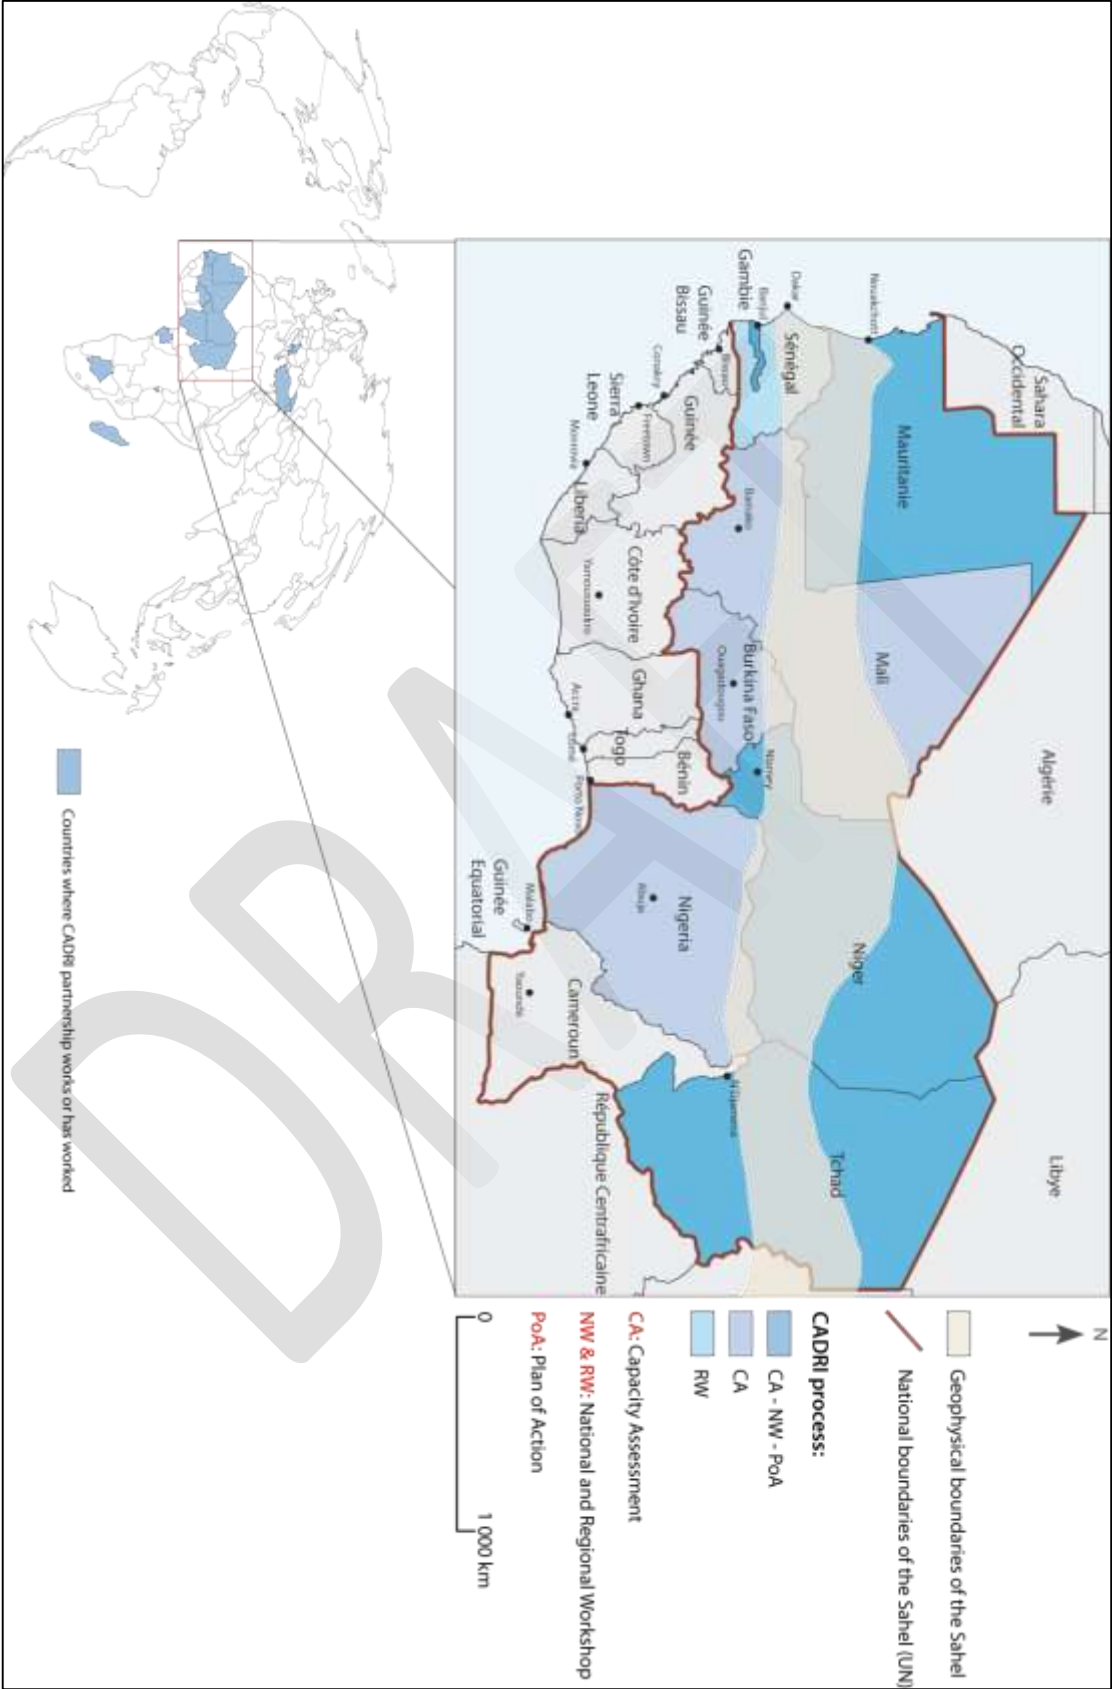 N
Geophysical boundaries of the Sahel
National boundaries of the Sahel (UN)
CADRI process:
CA - NW - PoA
CA
RW
CA: Capacity Assessment
NW & RW: National and Regional Workshop
PoA: Plan of Action
0 1 000 km
Sahara
Occidental
Algérie
Libye
Mauritanie
Nouakchott
Mali
Niger
Tchad
Dakar
Sénégal
Banjul
Gambie
Bissau
Guinée
Bissau
Bamako
Burkina Faso
Ouagadougou
Niamey
N'Djamena
Guinée
Conakry
Sierra
Leone
Freetown
Monrovia
Liberia
Côte d'Ivoire
Yamoussoukro
Ghana
Accra
Togo
Lomé
Bénin
Porto Novo
Nigeria
Abuja
Guinée
Equatorial
Malabo
Cameroun
Yaoundé
République Centrafricaine
Countries where CADRI partnership works or has worked
DRAFT